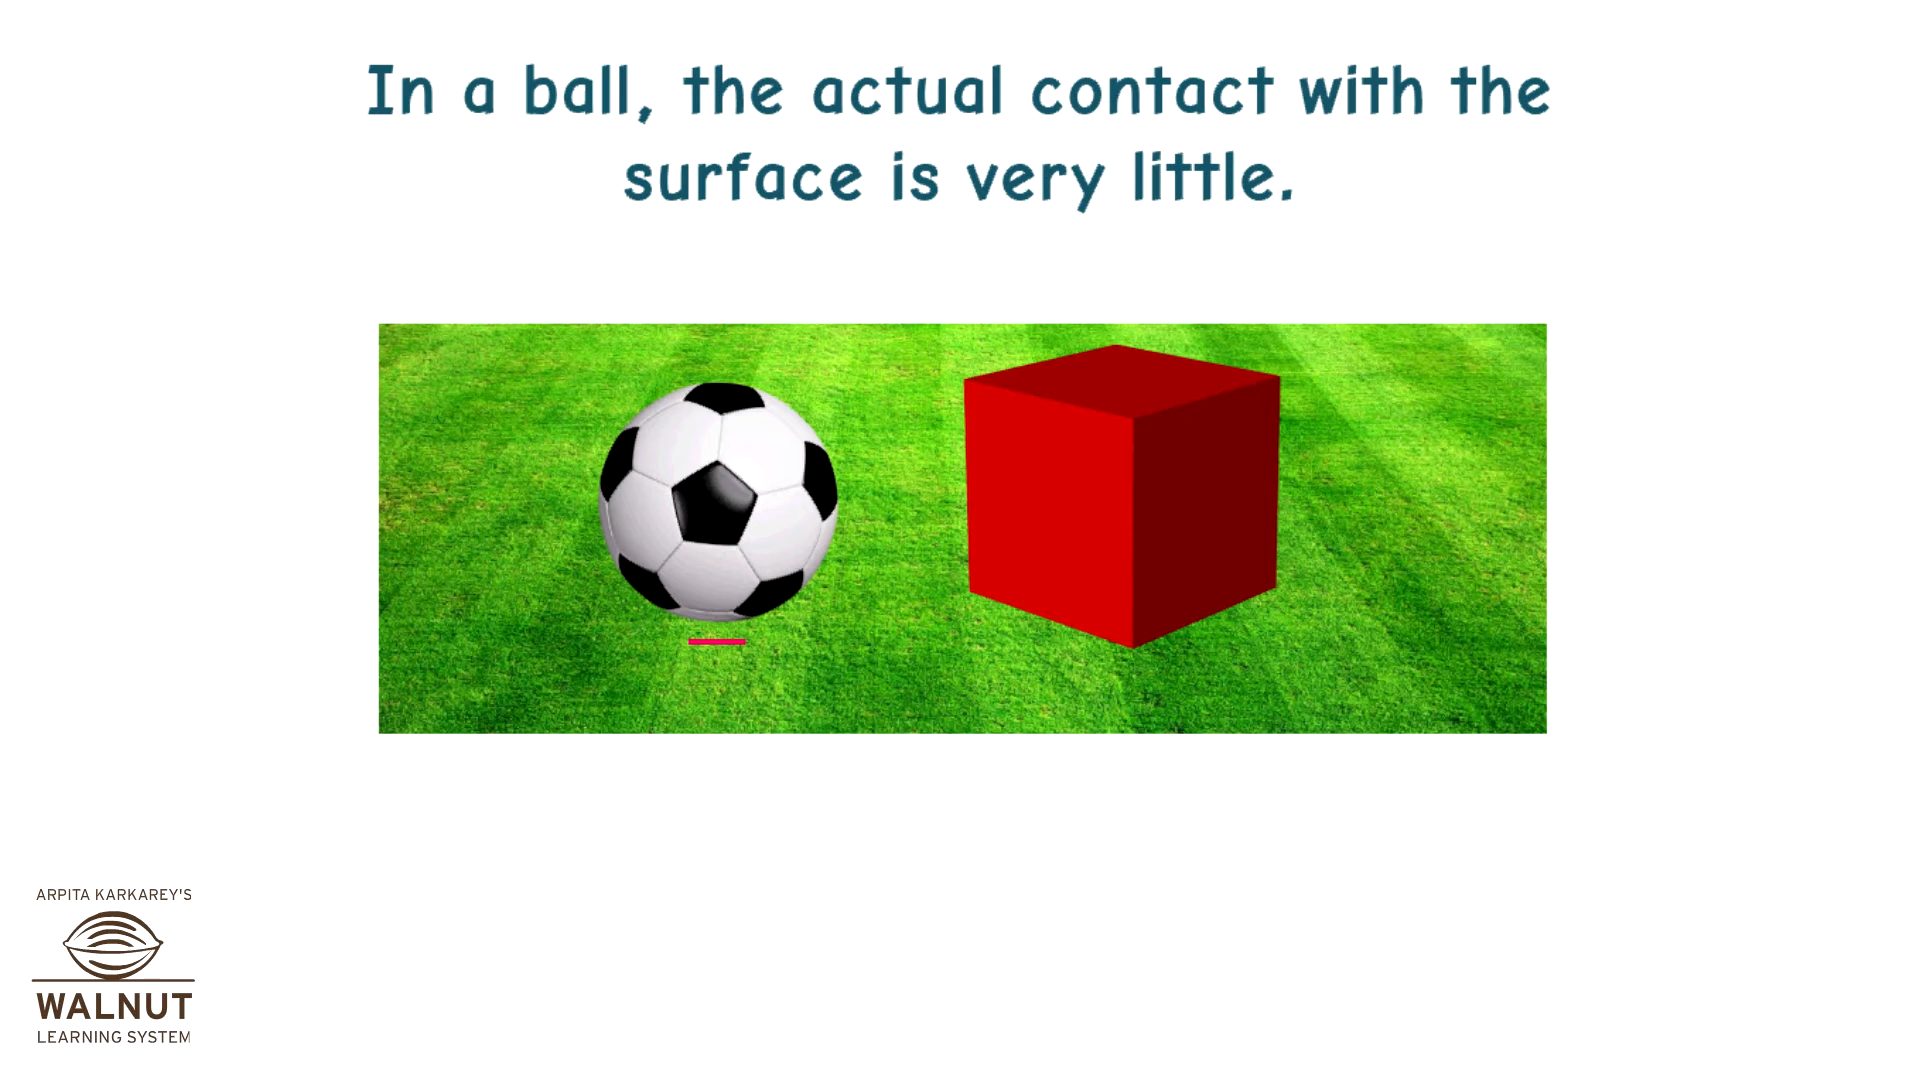 In a ball, the actual contact with the
surface is very little.
ARPITA KARKAREY'S
WALNUT
LEARNING SYSTEM